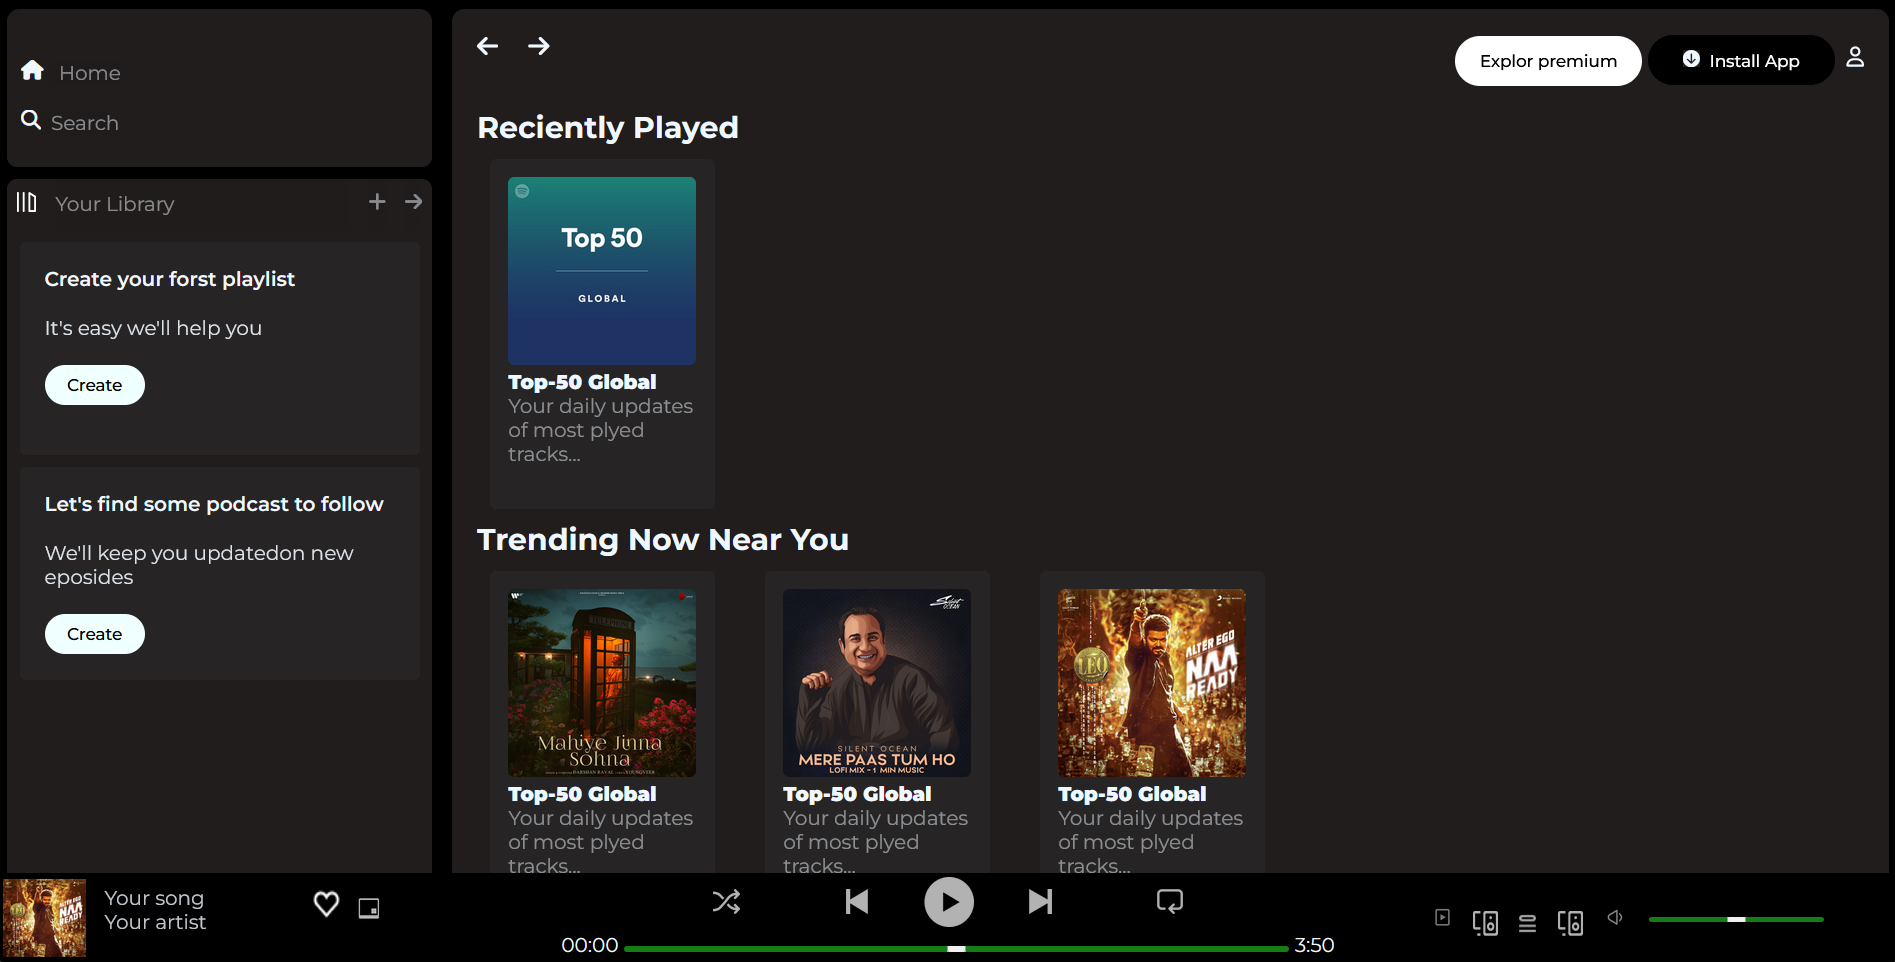 Home
Search
Your Library
Create your forst playlist
It's easy we'll help you
Create
Let's find some podcast to follow
We'll keep you updatedon new
eposides
Create
Explor premium
Install App
Reciently Played
Top 50
GLOBAL
Top-50 Global
Your daily updates
of most plyed
tracks...
Trending Now Near You
TELEPHONE
Mahiye Jinna
Sohna
Top-50 Global
Your daily updates
of most plyed
tracks...
Silent
OCEAN
SILENT OCEAN
MERE PAAS TUM HO
LOFI MIX - 1 MIN MUSIC
Top-50 Global
Your daily updates
of most plyed
tracks...
LEO
ALTER EGO
NAA
READY
Top-50 Global
Your daily updates
of most plyed
tracks...
NAA
READY
Your song
Your artist
00:00
3:50